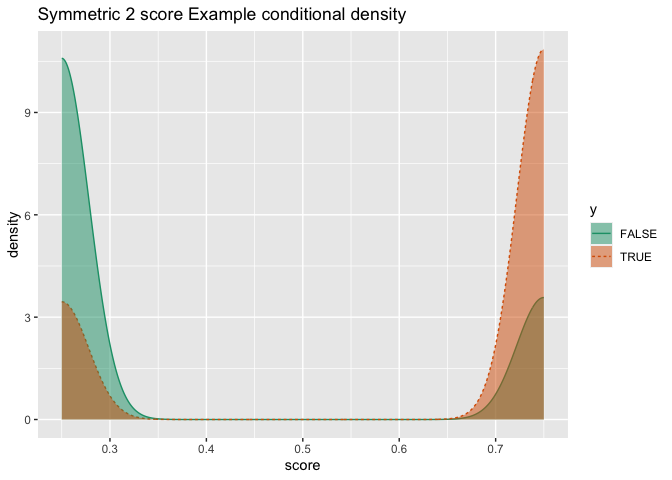 Symmetric 2 score Example conditional density
density
9
6
3
0
0.3 0.4 0.5 0.6 0.7
score
y
FALSE
TRUE